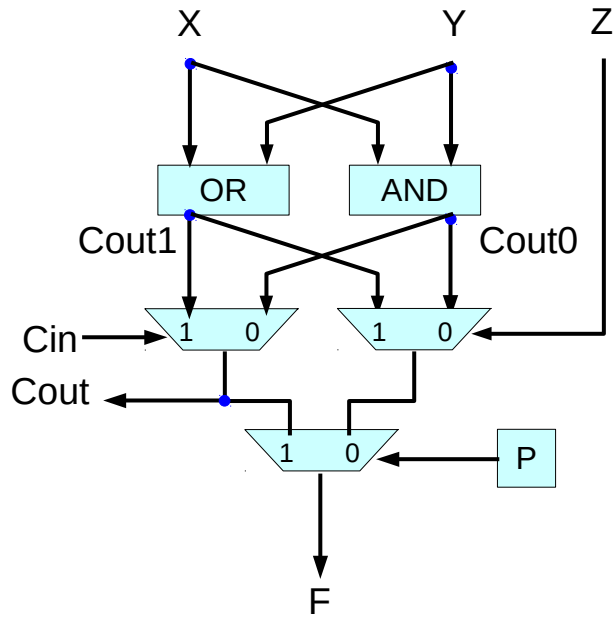 X Y Z
OR AND
Cout1 Cout0
1 0 1 0
Cin
Cout
1 0 P
F